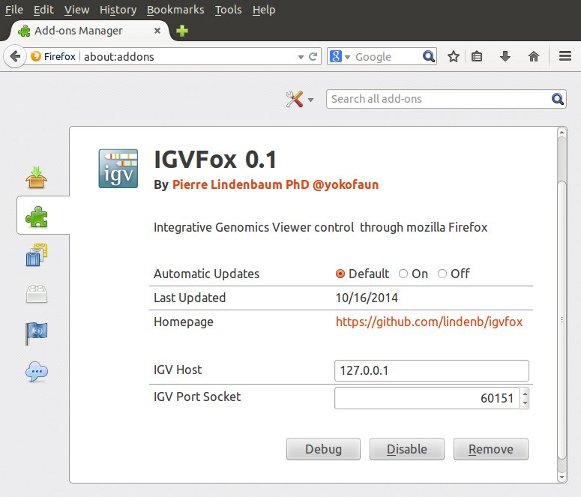 File Edit View History Bookmarks Tools Help
Add-ons Manager
Firefox about:addons Google
Search all add-ons
igv
IGVFox 0.1
By Pierre Lindenbaum PhD @yokofaun
Integrative Genomics Viewer control through mozilla Firefox
Automatic Updates Default On Off
Last Updated 10/16/2014
Homepage https://github.com/lindenb/igvfox
IGV Host 127.0.0.1
IGV Port Socket 60151
Debug Disable Remove